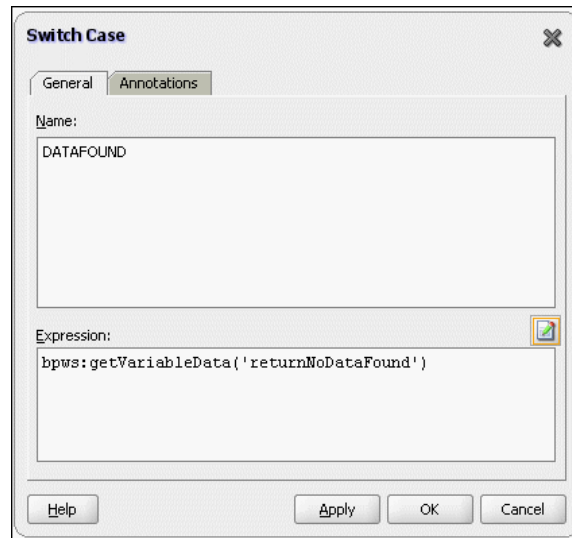 Switch Case
General Annotations
Name:
DATAFOUND
Expression:
bpws:getVariableData('returnNoDataFound')
Help Apply OK Cancel